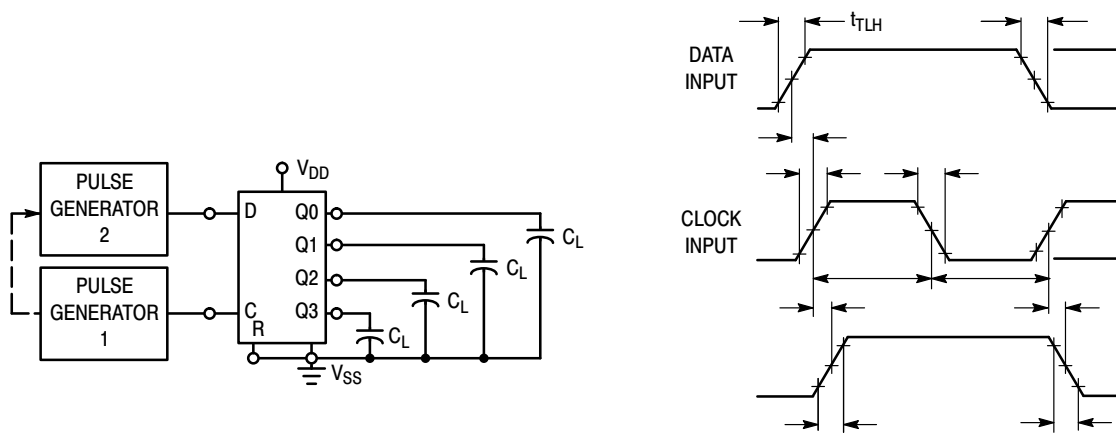 PULSE
GENERATOR
2
PULSE
GENERATOR
1
V_DD
D
C
R
Q0
Q1
Q2
Q3
C_L
C_L
C_L
C_L
V_SS
t_TLH
DATA
INPUT
CLOCK
INPUT